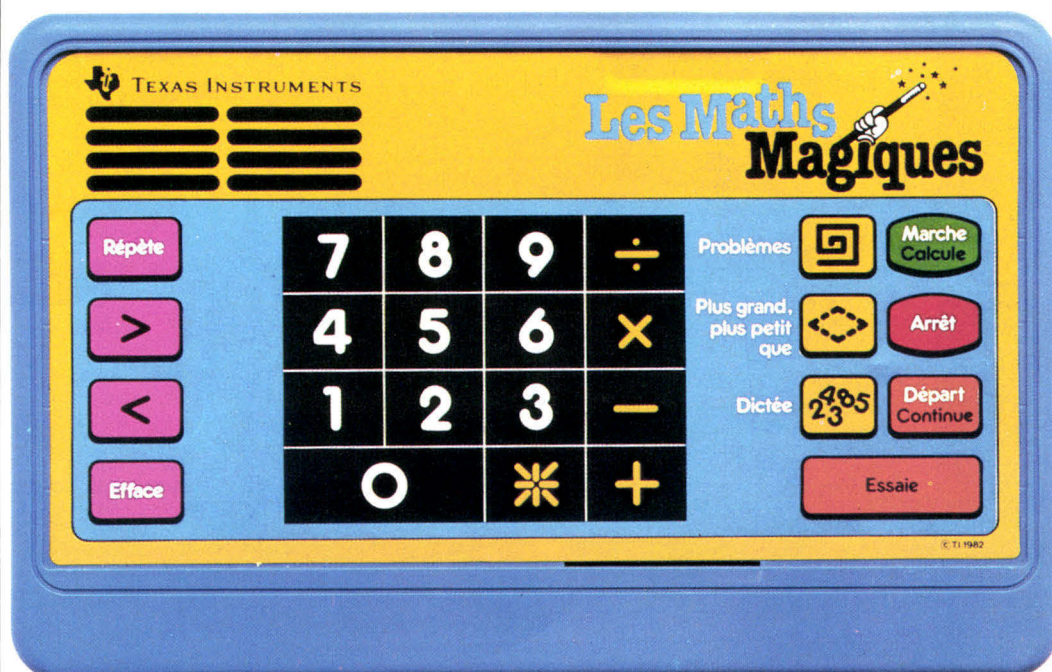 TEXAS INSTRUMENTS
Les Maths
Magiques
Répète
>
<
Efface
7 8 9 ÷
4 5 6 ×
1 2 3 −
0 ※ +
Problèmes
Plus grand,
plus petit
que
Dictée
24853
Marche
Calcule
Arrêt
Départ
Continue
Essaie
© TI 1982